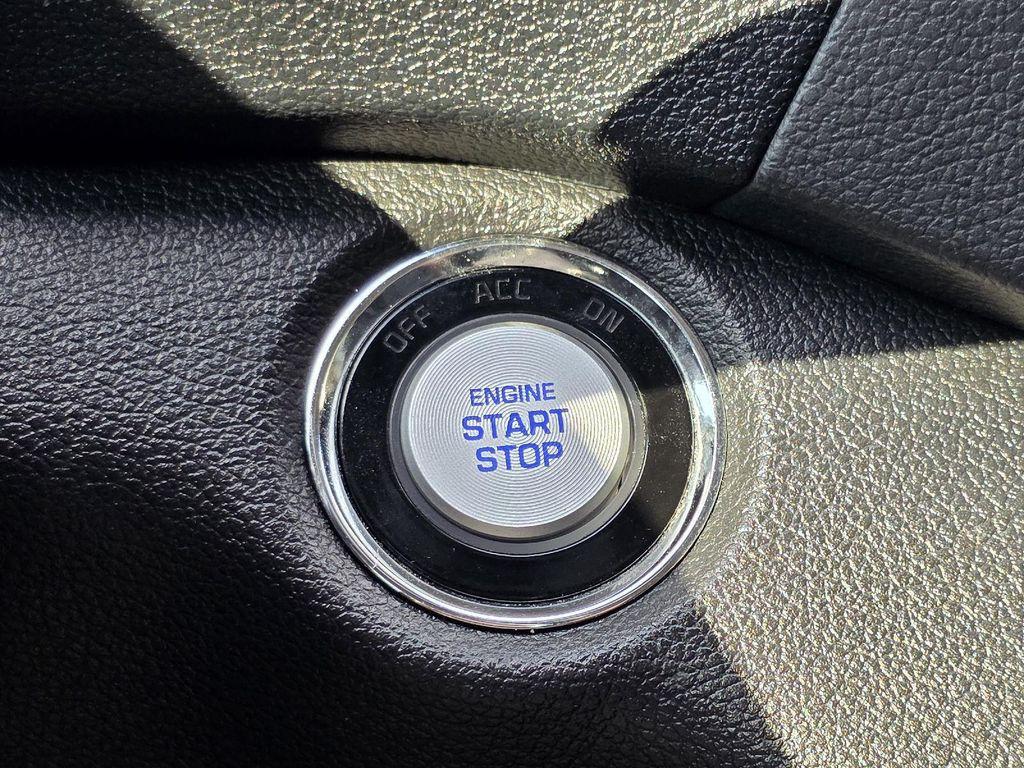 OFF ACC ON
ENGINE
START
STOP